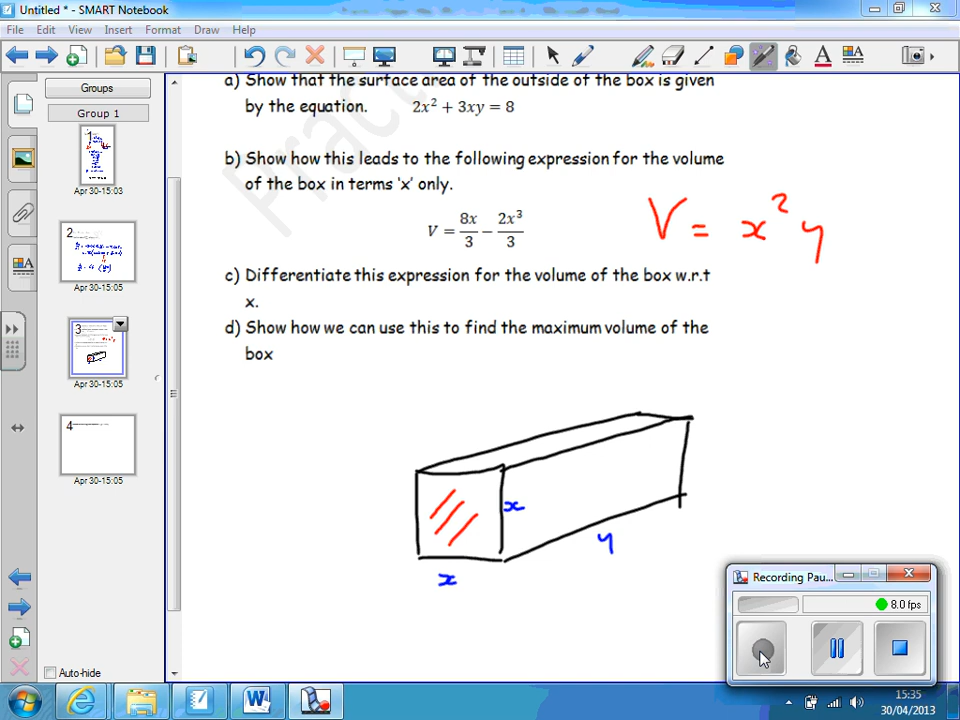 Untitled * - SMART Notebook
File Edit View Insert Format Draw Help
Groups
Group 1
1
Apr 30-15:03
2
Apr 30-15:05
3
Apr 30-15:05
4
Apr 30-15:05
Auto-hide
a) Show that the surface area of the outside of the box is given
by the equation. 2x² + 3xy = 8
b) Show how this leads to the following expression for the volume
of the box in terms 'x' only.
V = 8x/3 − 2x³/3
V = x² y
c) Differentiate this expression for the volume of the box w.r.t
x.
d) Show how we can use this to find the maximum volume of the
box
x
y
x
Recording Pau...
8.0 fps
15:35
30/04/2013